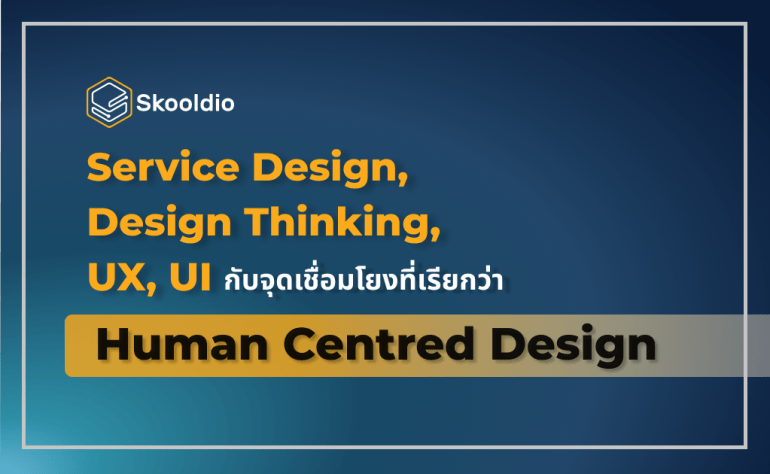 Skooldio
Service Design,
Design Thinking,
UX, UI กับจุดเชื่อมโยงที่เรียกว่า
Human Centred Design